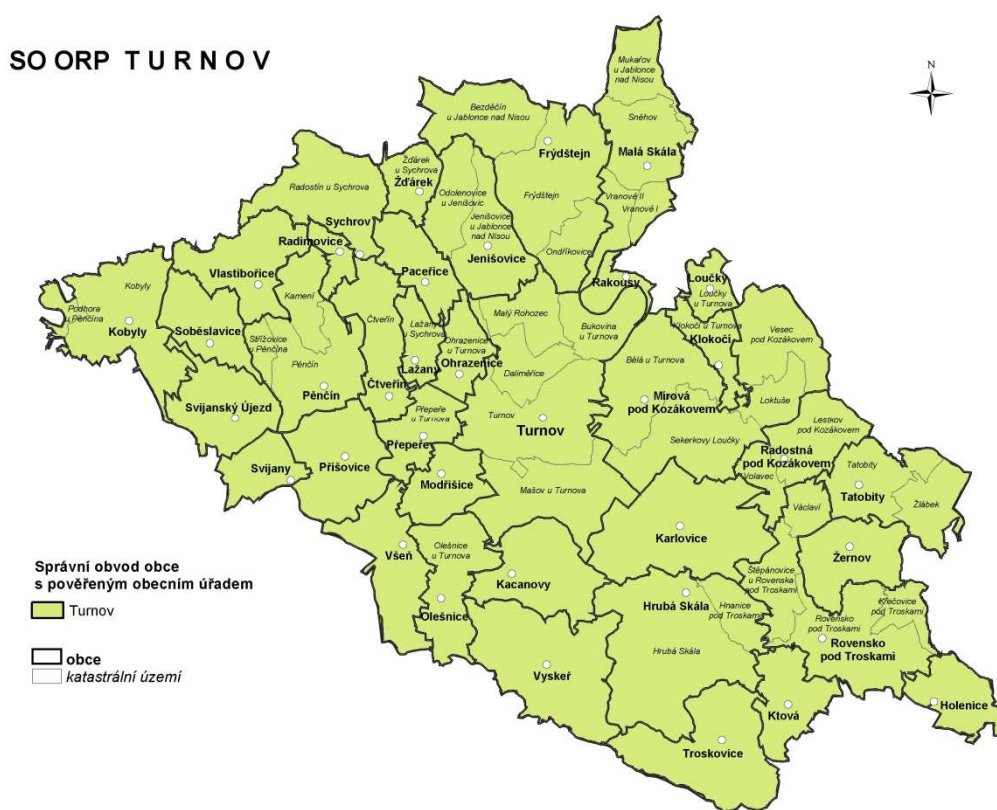 SO ORP T U R N O V
N
Mukařov
u Jablonce
nad Nisou
Bezděčín
u Jablonce nad Nisou
Sněhov
Frýdštejn
Malá Skála
Žďárek
u Sychrova
Žďárek
Radostín u Sychrova
Odolenovice
u Jenišovic
Frýdštejn
Vranové II
Vranové I
Sychrov
Jenišovice
u Jablonce
nad Nisou
Jenišovice
Radimovice
Ondříkovice
Vlastibořice
Paceřice
Rakousy
Loučky
Loučky
u Turnova
Kobyly
Kamení
Podhora
u Pěnčína
Kobyly
Soběslavice
Čtveřín
Lažany
u Sychrova
Malý Rohozec
Bukovina
u Turnova
Klokočí u Turnova
Klokočí
Vesec
pod Kozákovem
Střížovice
u Pěnčína
Pěnčín
Ohrazenice
u Turnova
Ohrazenice
Lažany
Bělá u Turnova
Daliměřice
Pěnčín
Čtveřín
Mírová
pod Kozákovem
Loktuše
Svijanský Újezd
Přepeře
u Turnova
Turnov
Turnov
Lestkov
pod Kozákovem
Přepeře
Sekerkovy Loučky
Radostná
pod Kozákovem
Svijany
Příšovice
Modřišice
Volavec
Tatobity
Tatobity
Mašov u Turnova
Václaví
Žlábek
Všeň
Olešnice
u Turnova
Karlovice
Žernov
Kacanovy
Štěpánovice
u Rovenska
pod Troskami
Olešnice
Hrubá Skála
Hnanice
pod Troskami
Křečovice
pod Troskami
Rovensko
pod Troskami
Rovensko
pod Troskami
Hrubá Skála
Vyskeř
Ktová
Holenice
Troskovice
Správní obvod obce
s pověřeným obecním úřadem
Turnov
obce
katastrální území